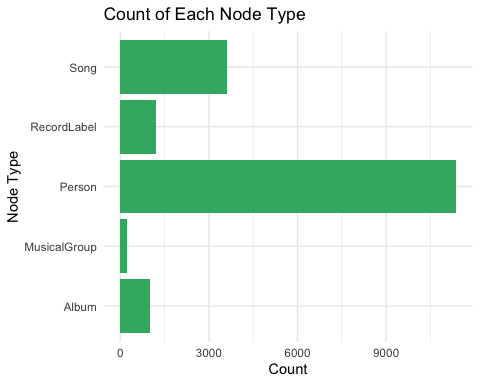 Count of Each Node Type
Song
RecordLabel
Person
MusicalGroup
Album
Node Type
0 3000 6000 9000
Count